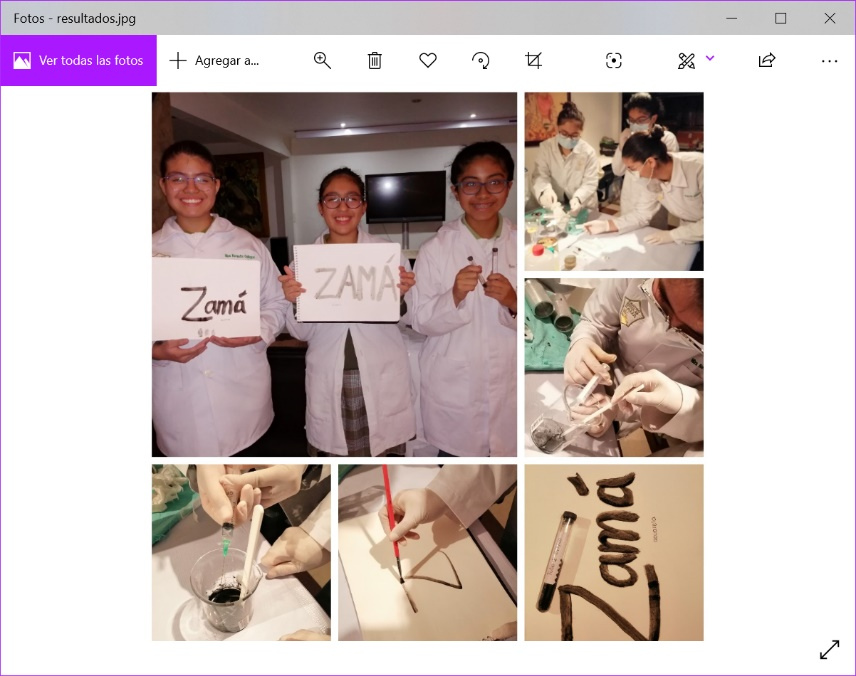 Fotos - resultados.jpg
Ver todas las fotos
Agregar a...
Zamá
ZAMÁ
Zamá